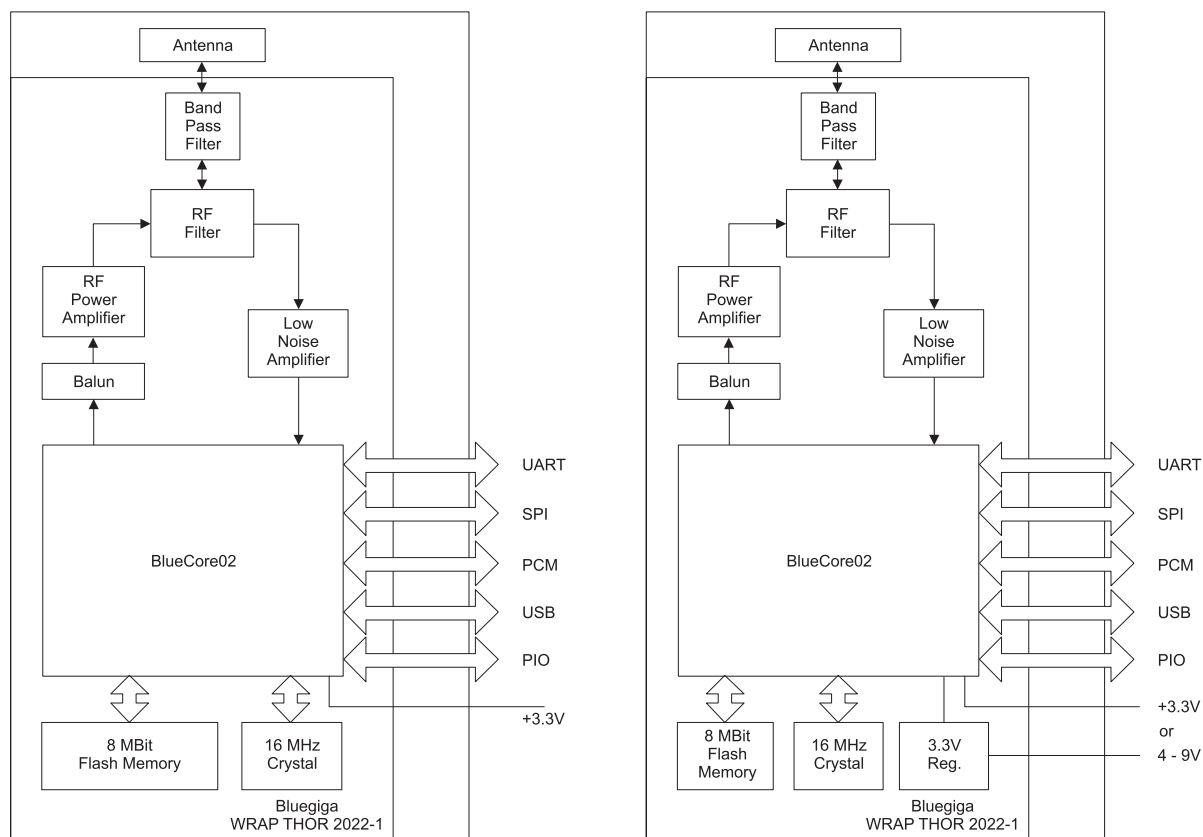 Antenna
Band
Pass
Filter
RF
Filter
RF
Power
Amplifier
Low
Noise
Amplifier
Balun
BlueCore02
UART
SPI
PCM
USB
PIO
+3.3V
8 MBit
Flash Memory
16 MHz
Crystal
Bluegiga
WRAP THOR 2022-1
Antenna
Band
Pass
Filter
RF
Filter
RF
Power
Amplifier
Low
Noise
Amplifier
Balun
BlueCore02
UART
SPI
PCM
USB
PIO
+3.3V
or
4 - 9V
8 MBit
Flash
Memory
16 MHz
Crystal
3.3V
Reg.
Bluegiga
WRAP THOR 2022-1